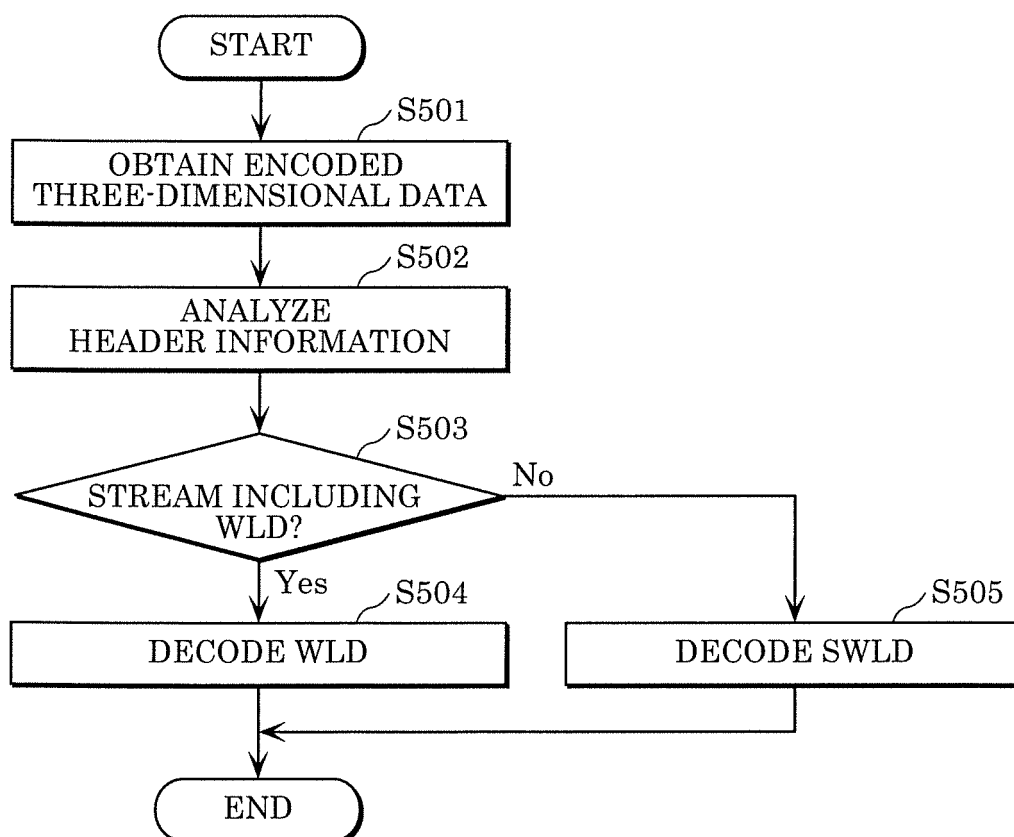 START
S501
OBTAIN ENCODED
THREE-DIMENSIONAL DATA
S502
ANALYZE
HEADER INFORMATION
S503
STREAM INCLUDING
WLD?
No
Yes
S504
DECODE WLD
S505
DECODE SWLD
END